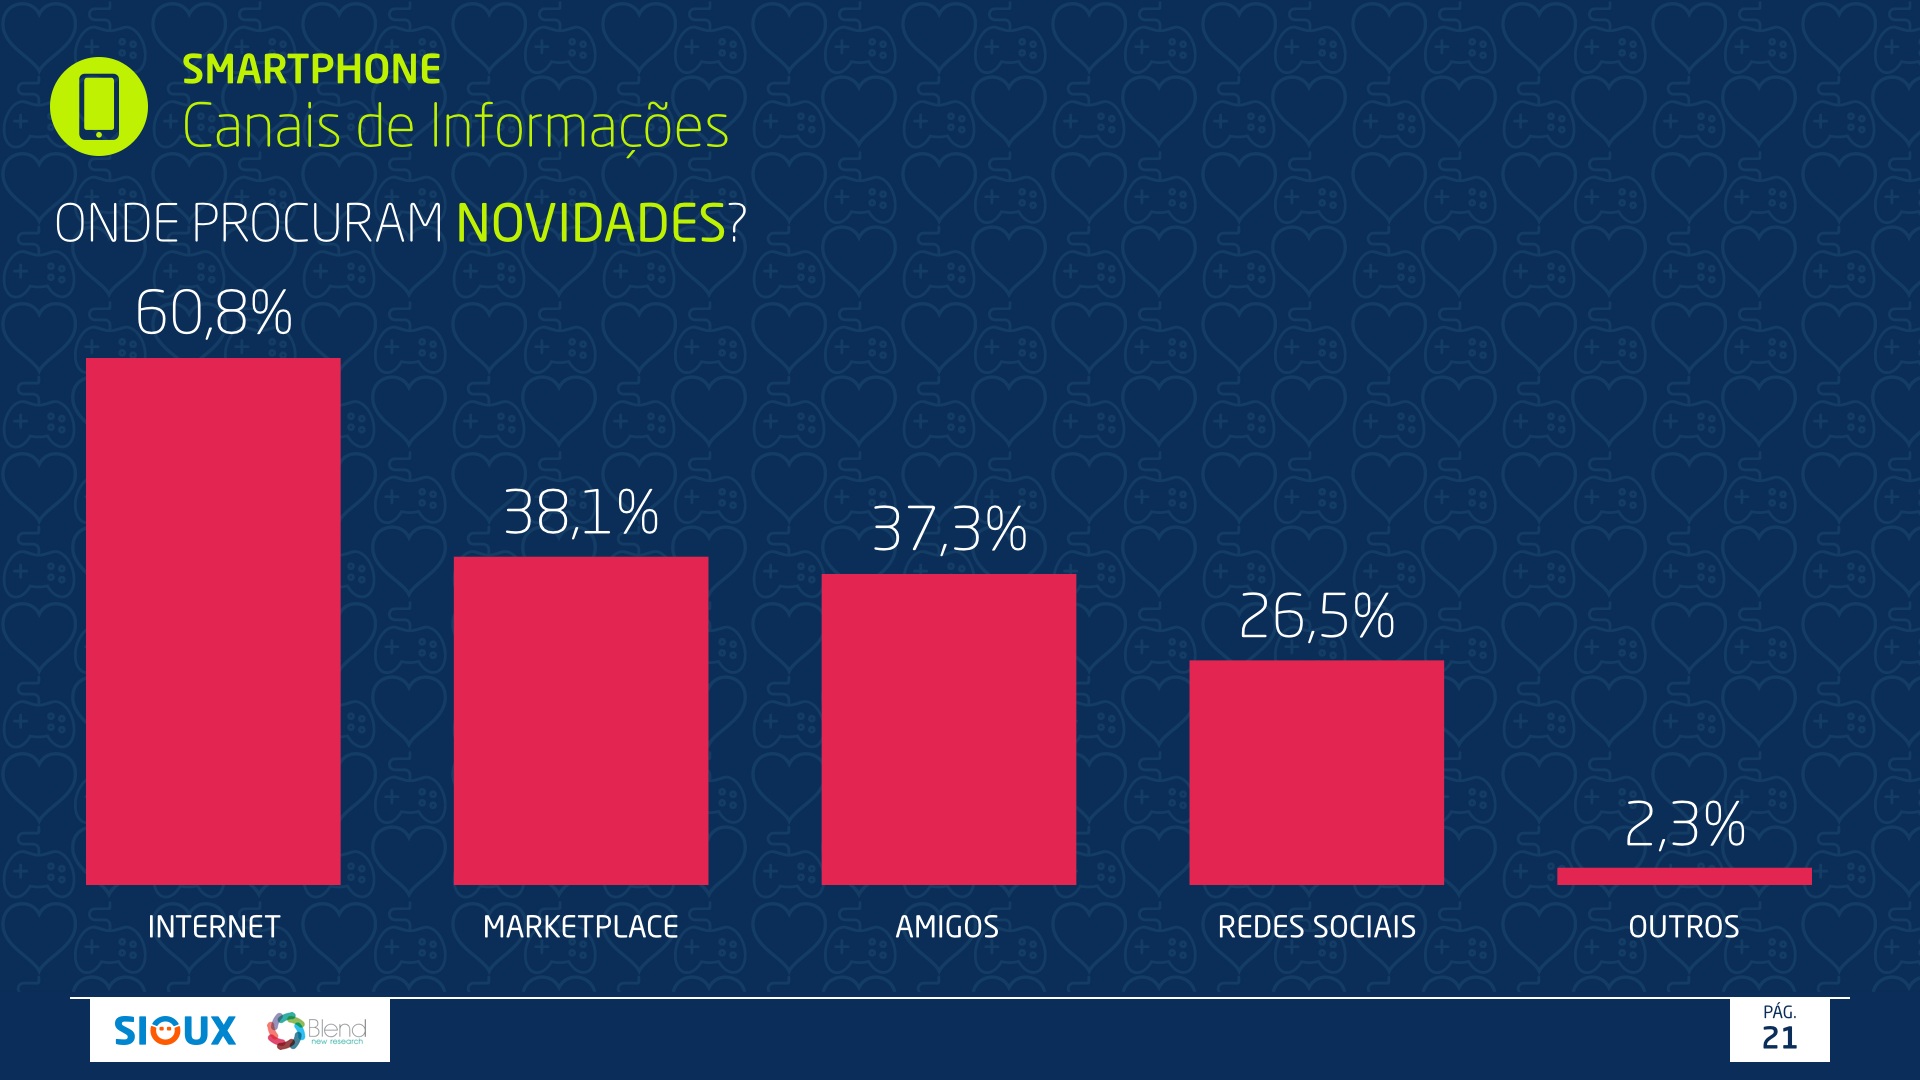 SMARTPHONE
Canais de Informações
ONDE PROCURAM NOVIDADES?
60,8%
38,1%
37,3%
26,5%
2,3%
INTERNET
MARKETPLACE
AMIGOS
REDES SOCIAIS
OUTROS
SIOUX
Blend
new research
PÁG.
21